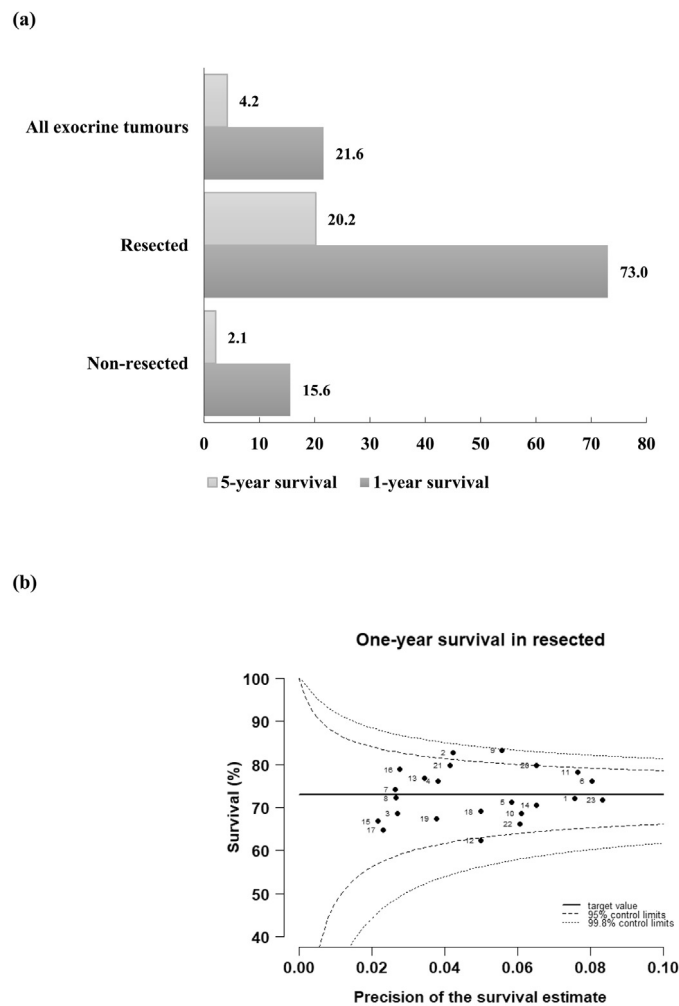 (a)
All exocrine tumours
4.2
21.6
Resected
20.2
73.0
Non-resected
2.1
15.6
0 10 20 30 40 50 60 70 80
5-year survival 1-year survival
(b)
One-year survival in resected
Survival (%)
100
90
80
70
60
50
40
2
9
21
20
16
13
4
11
6
7
8
3
15
17
19
18
5
14
10
22
12
1
23
target value
95% control limits
99.8% control limits
0.00 0.02 0.04 0.06 0.08 0.10
Precision of the survival estimate